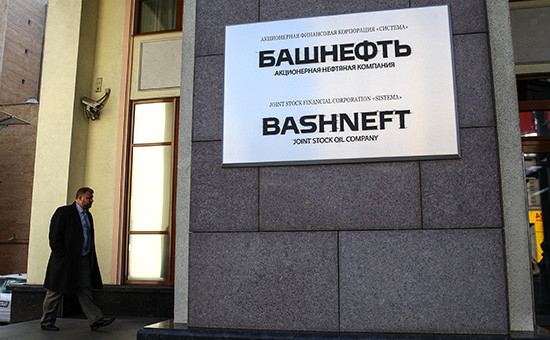 АКЦИОНЕРНАЯ ФИНАНСОВАЯ КОРПОРАЦИЯ «СИСТЕМА»
БАШНЕФТЬ
АКЦИОНЕРНАЯ НЕФТЯНАЯ КОМПАНИЯ
JOINT STOCK FINANCIAL CORPORATION «SISTEMA»
BASHNEFT
JOINT STOCK OIL COMPANY